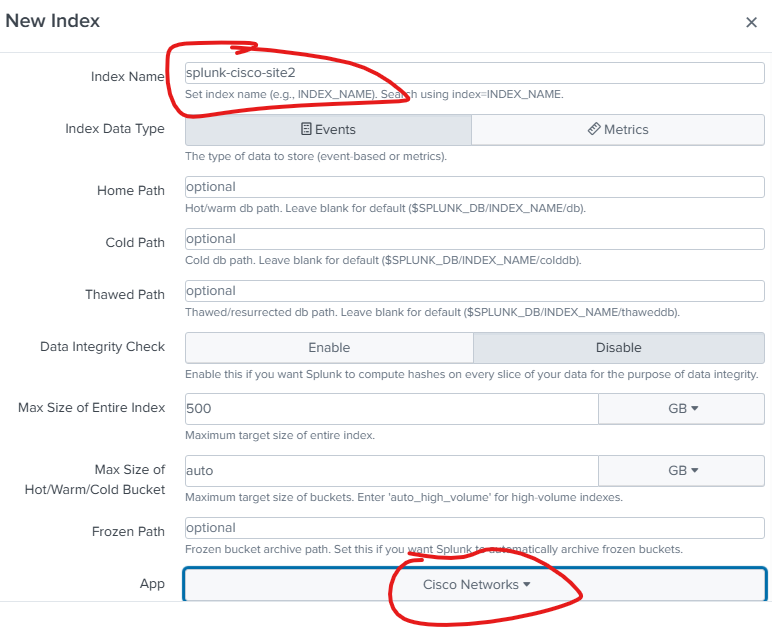 New Index
Index Name splunk-cisco-site2
Set index name (e.g., INDEX_NAME). Search using index=INDEX_NAME.
Index Data Type Events Metrics
The type of data to store (event-based or metrics).
Home Path optional
Hot/warm db path. Leave blank for default ($SPLUNK_DB/INDEX_NAME/db).
Cold Path optional
Cold db path. Leave blank for default ($SPLUNK_DB/INDEX_NAME/colddb).
Thawed Path optional
Thawed/resurrected db path. Leave blank for default ($SPLUNK_DB/INDEX_NAME/thaweddb).
Data Integrity Check Enable Disable
Enable this if you want Splunk to compute hashes on every slice of your data for the purpose of data integrity.
Max Size of Entire Index 500 GB
Maximum target size of entire index.
Max Size of Hot/Warm/Cold Bucket auto GB
Maximum target size of buckets. Enter 'auto_high_volume' for high-volume indexes.
Frozen Path optional
Frozen bucket archive path. Set this if you want Splunk to automatically archive frozen buckets.
App Cisco Networks